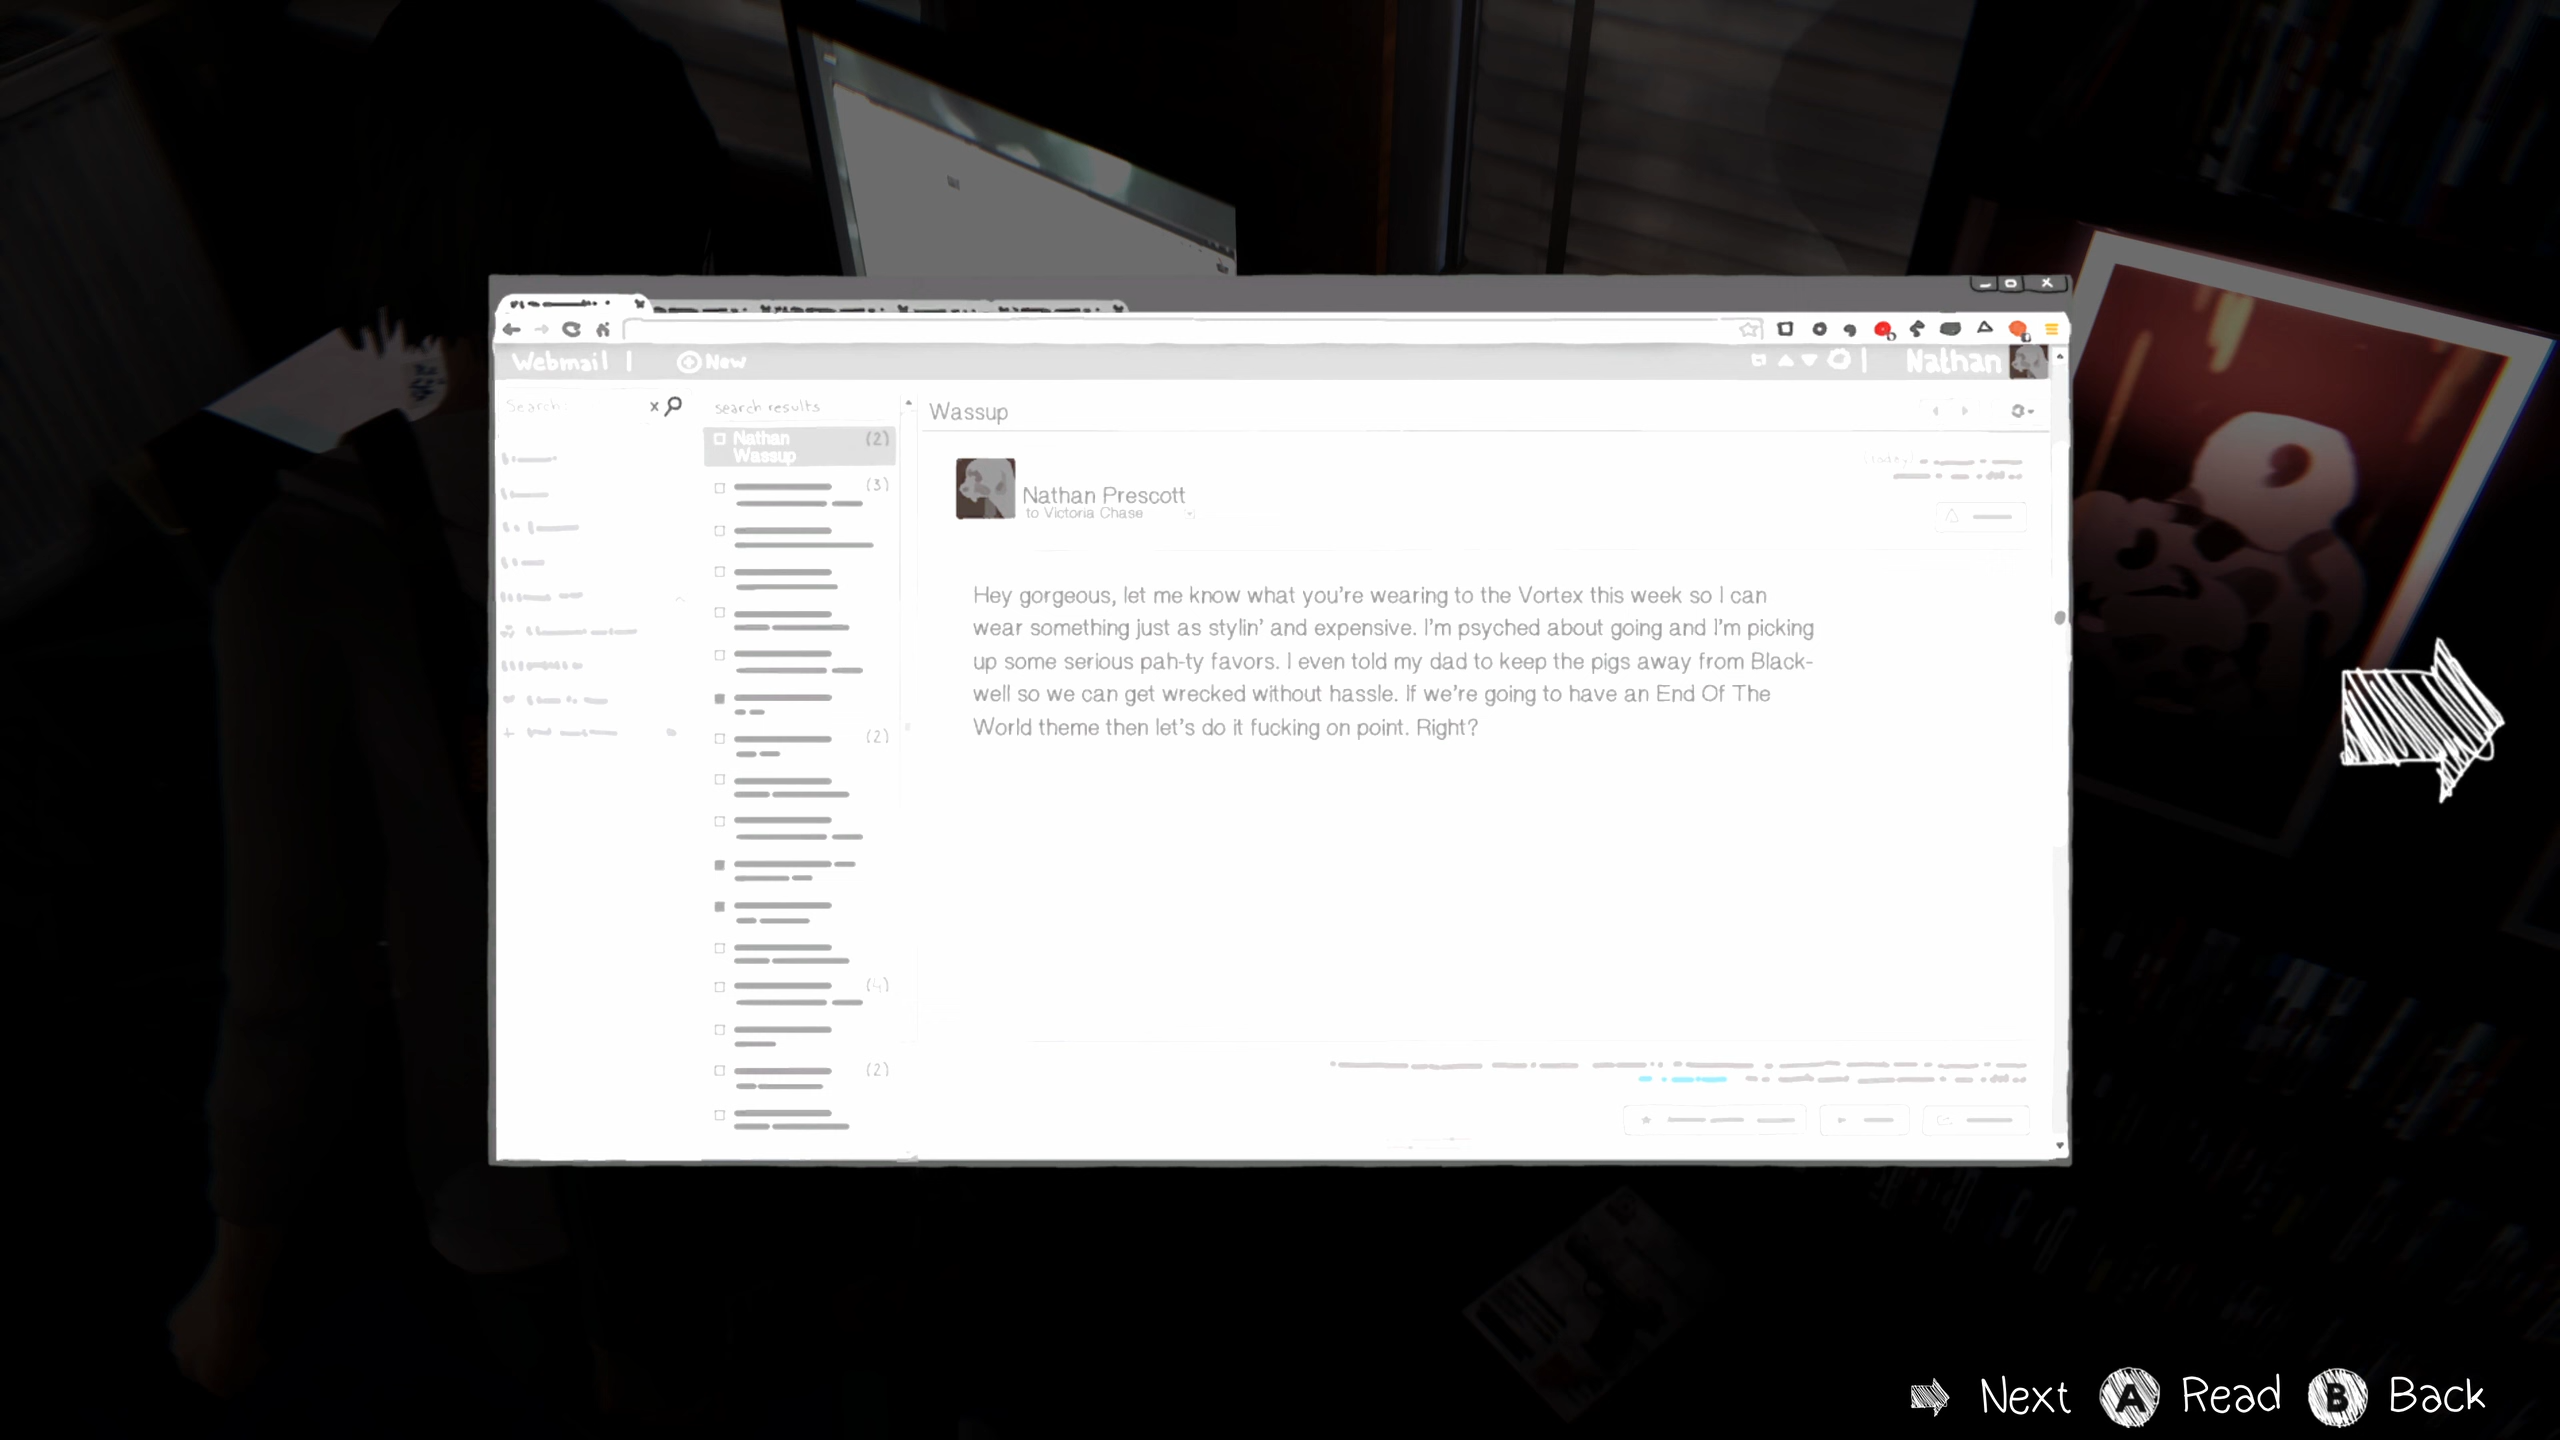 Webmail | New
Nathan
Search
search results
Nathan (2)
Wassup
(3)
(2)
(4)
(2)
Wassup
(today)
Nathan Prescott
to Victoria Chase
Hey gorgeous, let me know what you're wearing to the Vortex this week so I can
wear something just as stylin' and expensive. I'm psyched about going and I'm picking
up some serious pah-ty favors. I even told my dad to keep the pigs away from Black-
well so we can get wrecked without hassle. If we're going to have an End Of The
World theme then let's do it fucking on point. Right?
Next A Read B Back